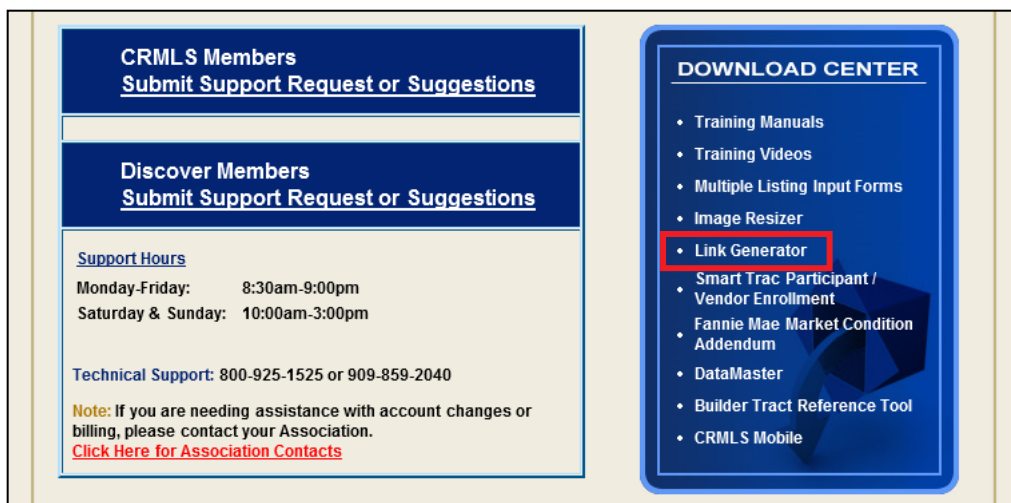 CRMLS Members
Submit Support Request or Suggestions
Discover Members
Submit Support Request or Suggestions
Support Hours
Monday-Friday: 8:30am-9:00pm
Saturday & Sunday: 10:00am-3:00pm
Technical Support: 800-925-1525 or 909-859-2040
Note: If you are needing assistance with account changes or
billing, please contact your Association.
Click Here for Association Contacts
DOWNLOAD CENTER
• Training Manuals
• Training Videos
• Multiple Listing Input Forms
• Image Resizer
• Link Generator
• Smart Trac Participant /
Vendor Enrollment
• Fannie Mae Market Condition
Addendum
• DataMaster
• Builder Tract Reference Tool
• CRMLS Mobile